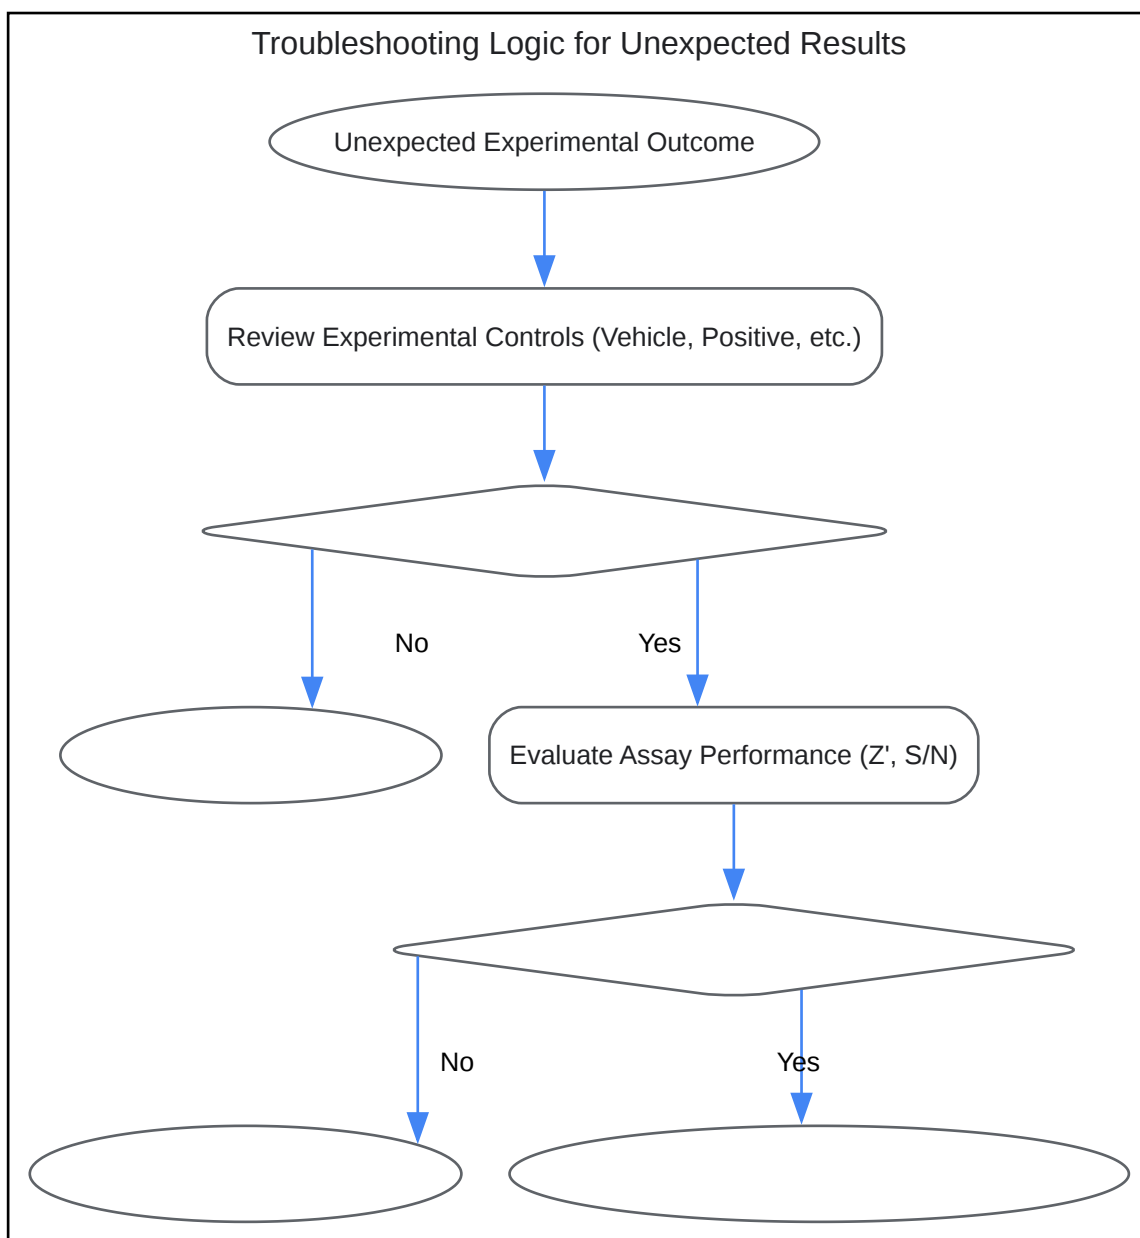 Troubleshooting Logic for Unexpected Results
Unexpected Experimental Outcome
Review Experimental Controls (Vehicle, Positive, etc.)
No
Yes
Evaluate Assay Performance (Z', S/N)
No
Yes